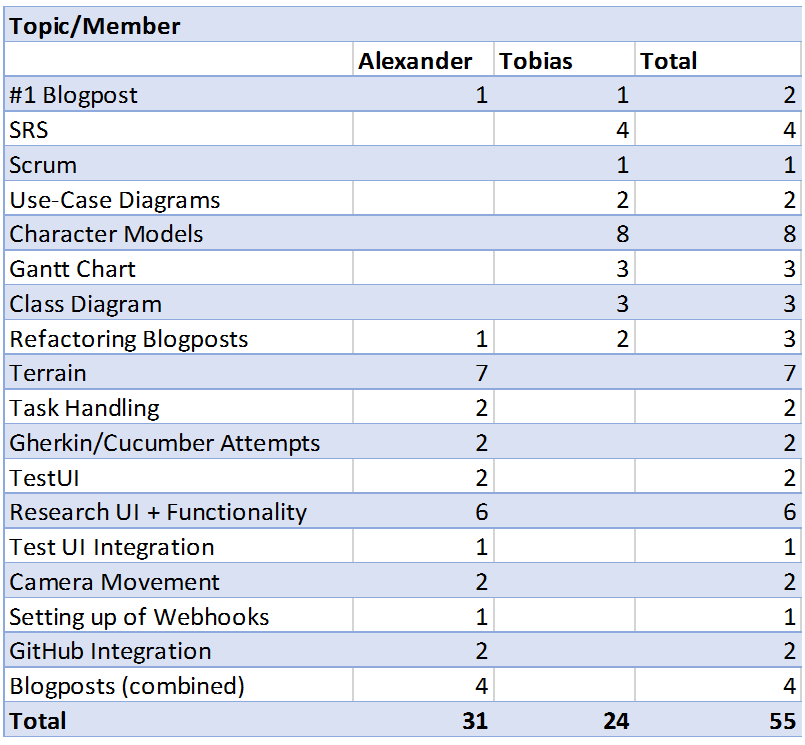 Topic/Member
Alexander Tobias Total
#1 Blogpost 1 1 2
SRS 4 4
Scrum 1 1
Use-Case Diagrams 2 2
Character Models 8 8
Gantt Chart 3 3
Class Diagram 3 3
Refactoring Blogposts 1 2 3
Terrain 7 7
Task Handling 2 2
Gherkin/Cucumber Attempts 2 2
TestUI 2 2
Research UI + Functionality 6 6
Test UI Integration 1 1
Camera Movement 2 2
Setting up of Webhooks 1 1
GitHub Integration 2 2
Blogposts (combined) 4 4
Total 31 24 55